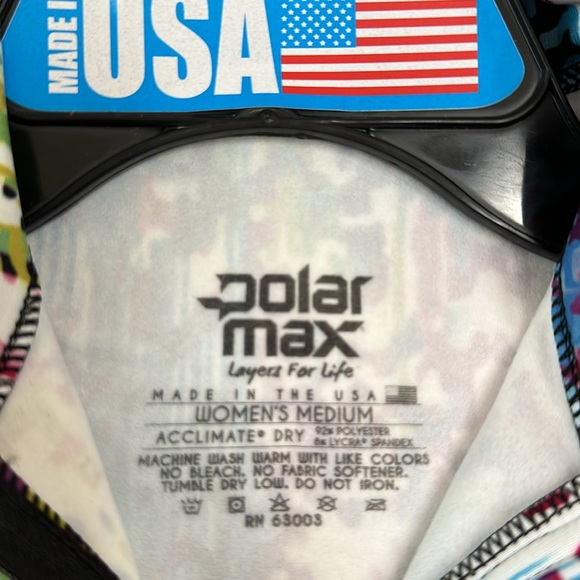 MADE IN USA
polar
max
Layers For Life
MADE IN THE USA
WOMEN'S MEDIUM
ACCLIMATE® DRY 92% POLYESTER
8% LYCRA® SPANDEX
MACHINE WASH WARM WITH LIKE COLORS
NO BLEACH. NO FABRIC SOFTENER.
TUMBLE DRY LOW. DO NOT IRON.
RN 63003